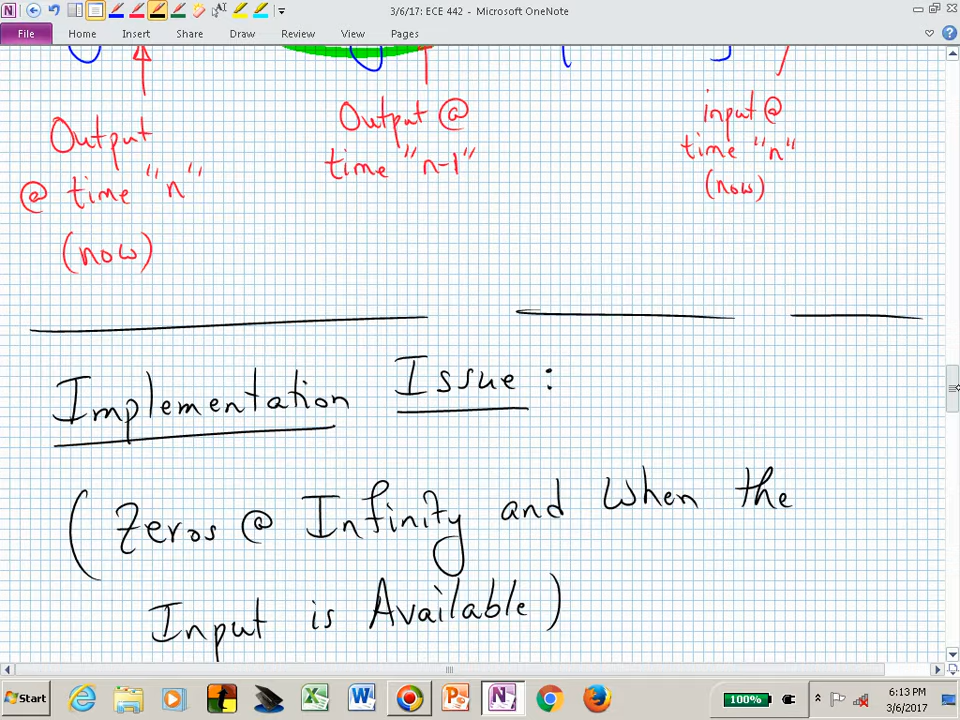 3/6/17: ECE 442 - Microsoft OneNote
File Home Insert Share Draw Review View Pages
Output
@ time "n"
(now)
Output @
time "n-1"
input @
time "n"
(now)
Implementation Issue:
(Zeros @ Infinity and When the
Input is Available)
Start
100%
6:13 PM
3/6/2017